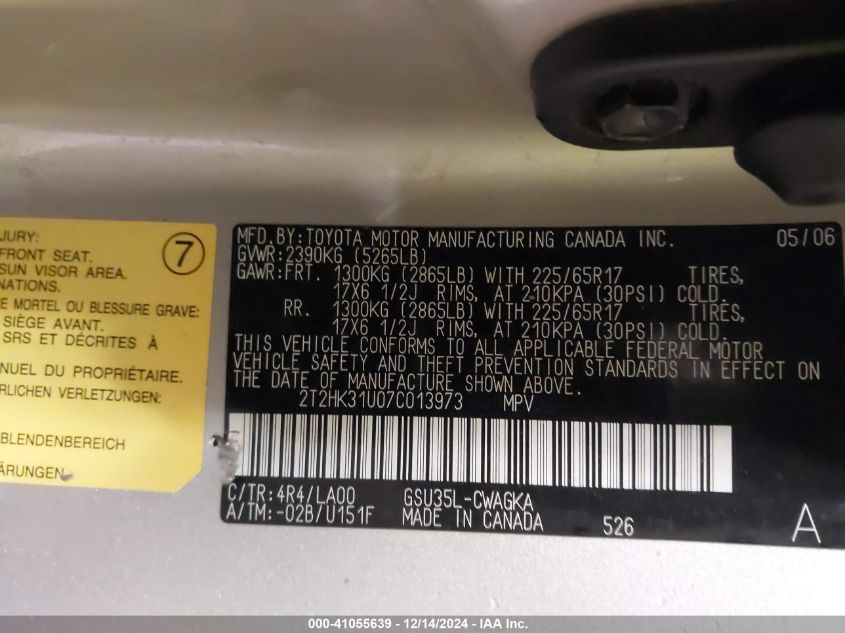 JURY:
FRONT SEAT.
SUN VISOR AREA.
NATIONS.
E MORTEL OU BLESSURE GRAVE:
SIÈGE AVANT.
SRS ET DÉCRITES À
NUEL DU PROPRIÉTAIRE.
RLICHEN VERLETZUNGEN:
BLENDENBEREICH
ÄRUNGEN.
7
MFD.BY:TOYOTA MOTOR MANUFACTURING CANADA INC. 05/06
GVWR:2390KG (5265LB)
GAWR:FRT. 1300KG (2865LB) WITH 225/65R17 TIRES,
17X6 1/2J RIMS, AT 210KPA (30PSI) COLD.
RR. 1300KG (2865LB) WITH 225/65R17 TIRES,
17X6 1/2J RIMS, AT 210KPA (30PSI) COLD.
THIS VEHICLE CONFORMS TO ALL APPLICABLE FEDERAL MOTOR
VEHICLE SAFETY AND THEFT PREVENTION STANDARDS IN EFFECT ON
THE DATE OF MANUFACTURE SHOWN ABOVE.
2T2HK31U07C013973 MPV
C/TR:4R4/LA00 GSU35L-CWAGKA
A/TM:-02B/U151F MADE IN CANADA 526 A
000-41055639 - 12/14/2024 - IAA Inc.